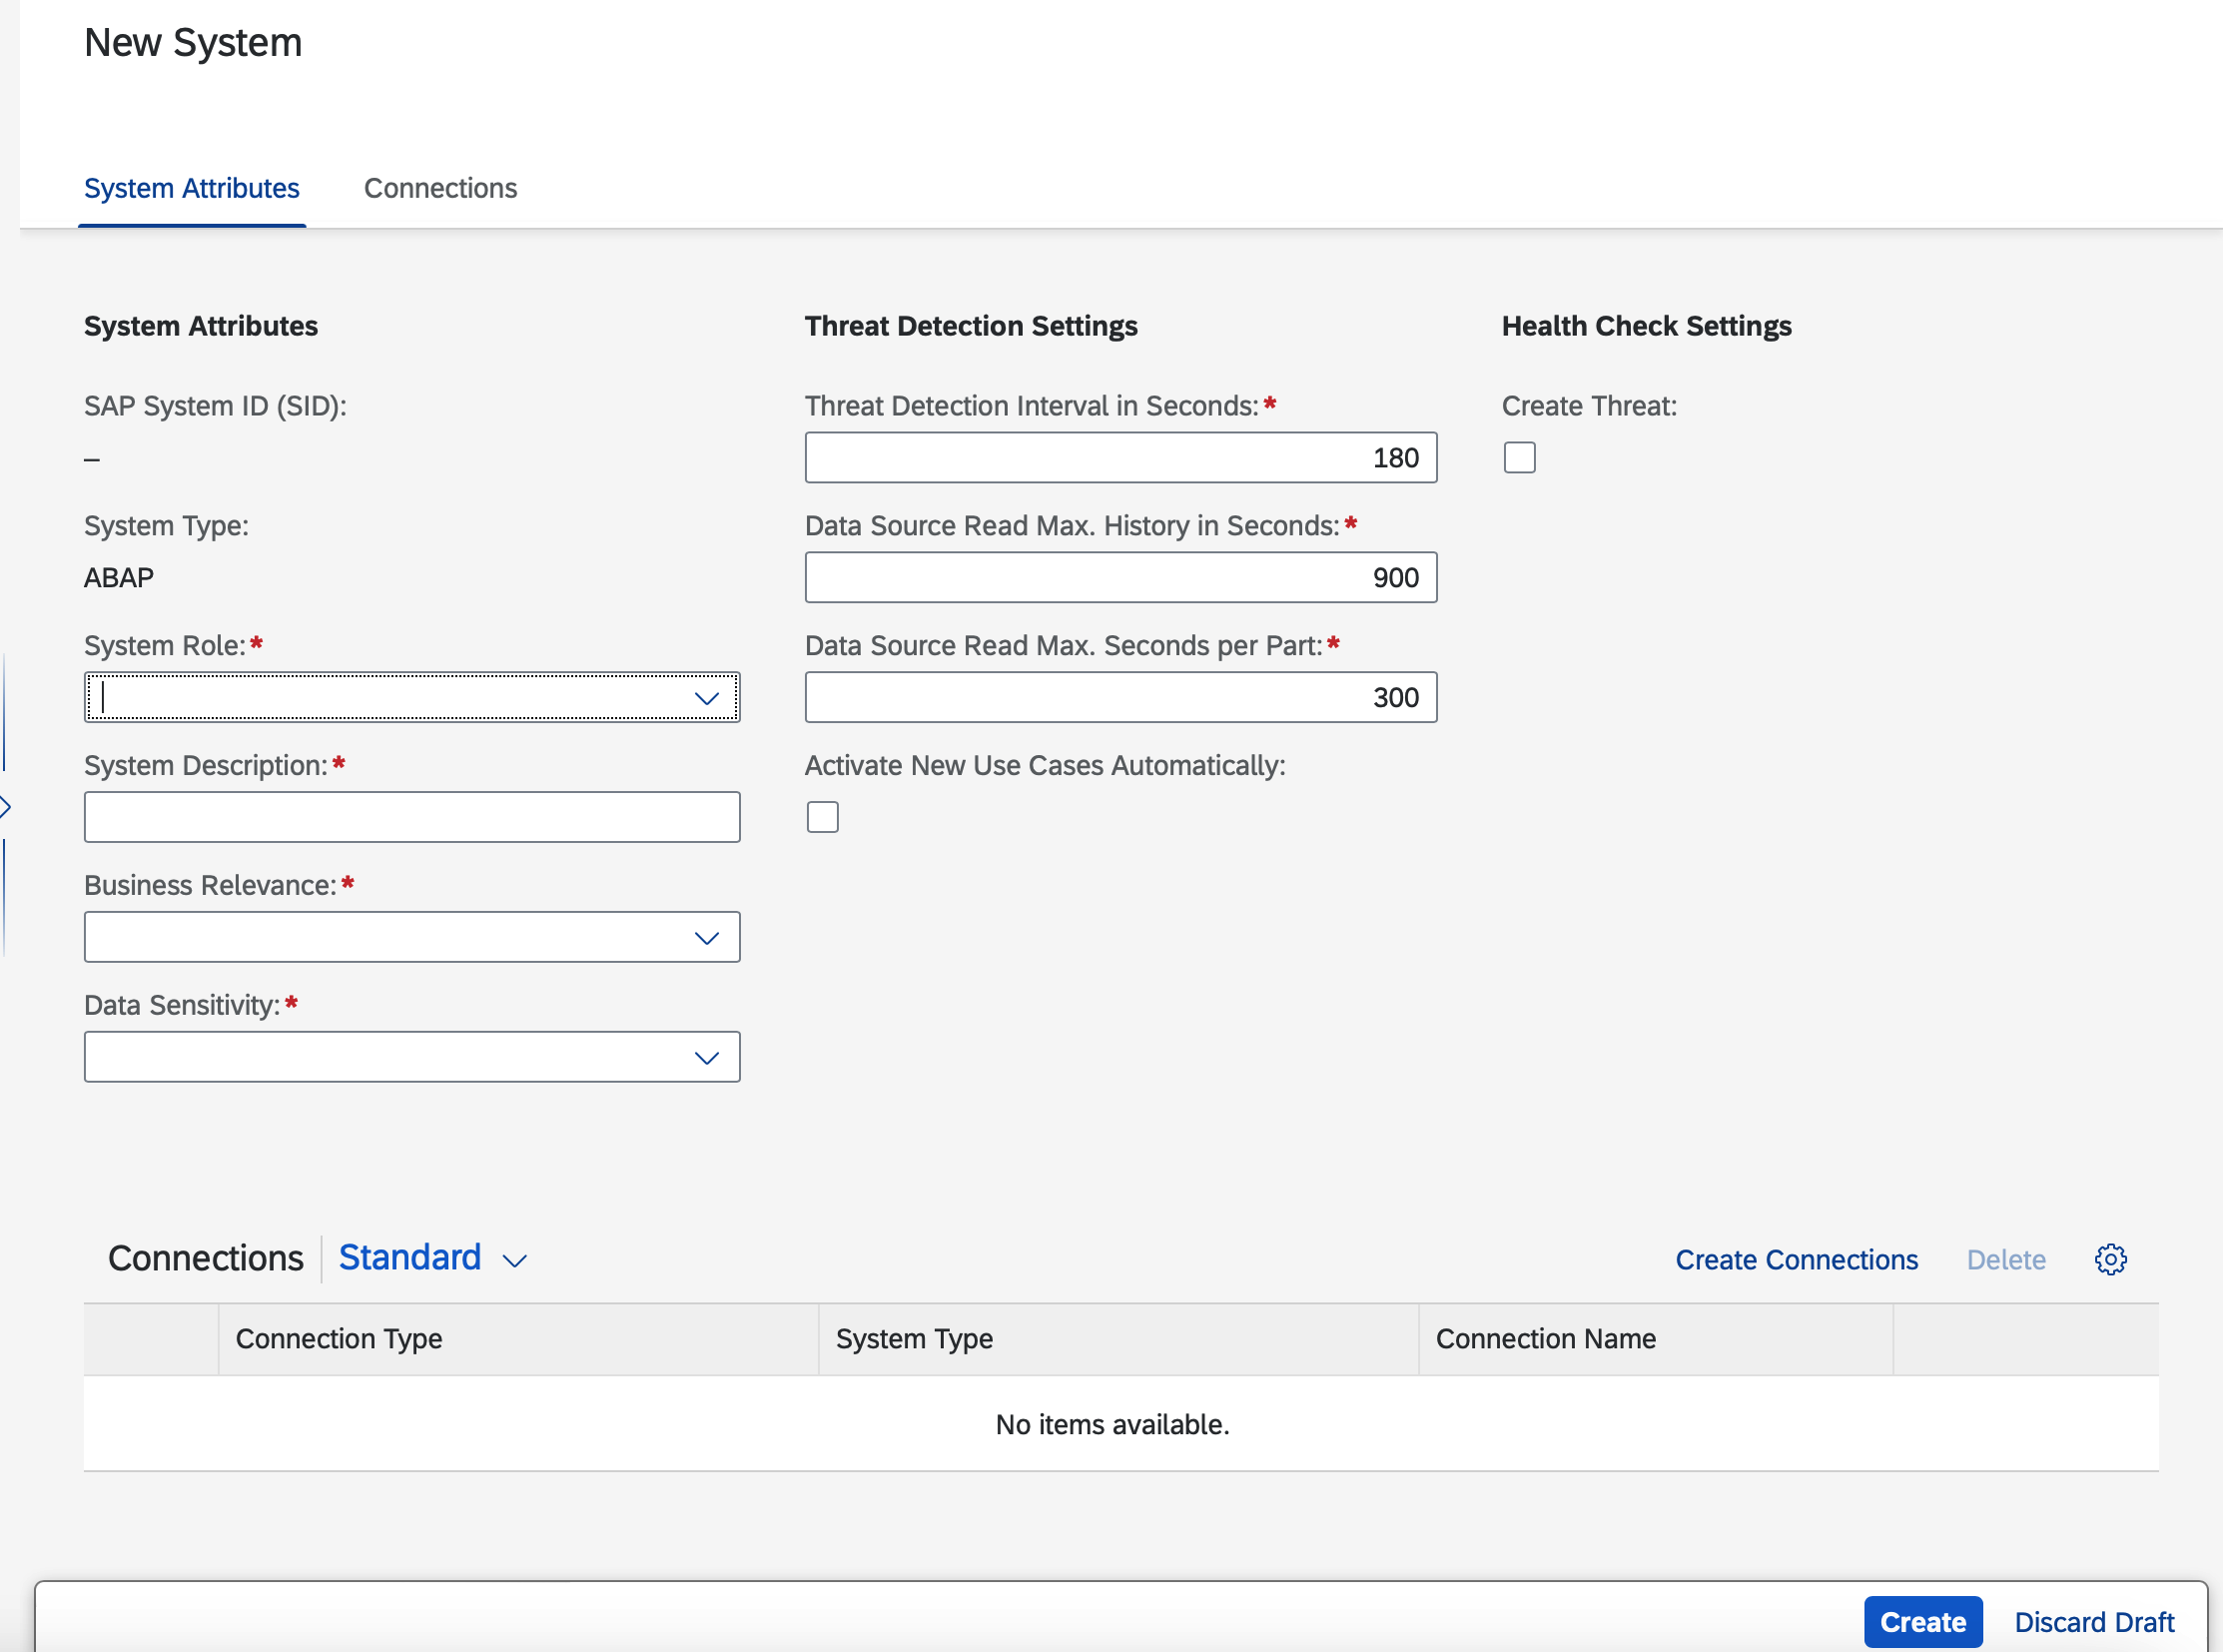 New System
System Attributes
Connections
System Attributes
SAP System ID (SID):
–
System Type:
ABAP
System Role:*
System Description:*
Business Relevance:*
Data Sensitivity:*
Threat Detection Settings
Threat Detection Interval in Seconds:*
180
Data Source Read Max. History in Seconds:*
900
Data Source Read Max. Seconds per Part:*
300
Activate New Use Cases Automatically:
Health Check Settings
Create Threat:
Connections
Standard
Create Connections
Delete
Connection Type
System Type
Connection Name
No items available.
Create
Discard Draft